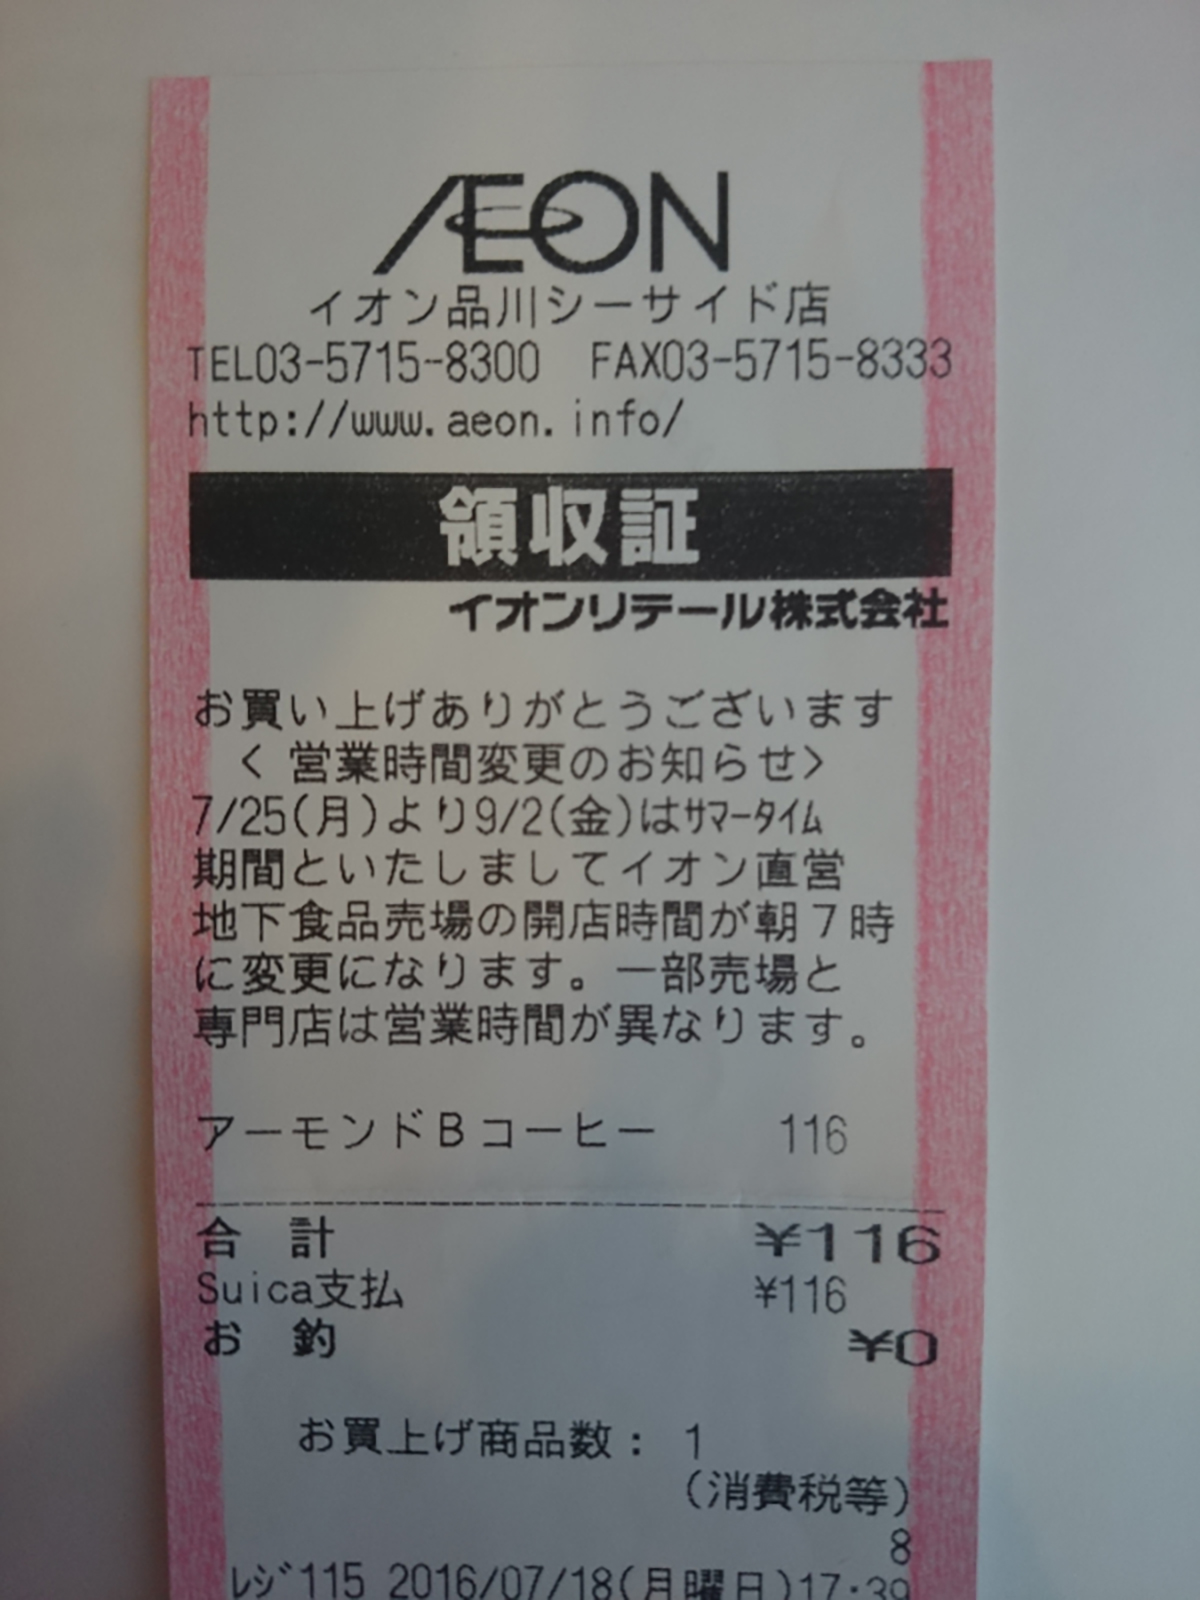 ÆON
イオン品川シーサイド店
TEL03-5715-8300 FAX03-5715-8333
http://www.aeon.info/
領収証
イオンリテール株式会社
お買い上げありがとうございます
< 営業時間変更のお知らせ>
7/25(月)より9/2(金)はｻﾏｰﾀｲﾑ
期間といたしましてイオン直営
地下食品売場の開店時間が朝７時
に変更になります。一部売場と
専門店は営業時間が異なります。
アーモンドBコーヒー 116
合 計 ¥116
Suica支払 ¥116
お 釣 ¥0
お買上げ商品数: 1
(消費税等)
8
ﾚｼﾞ115 2016/07/18(月曜日)17:39